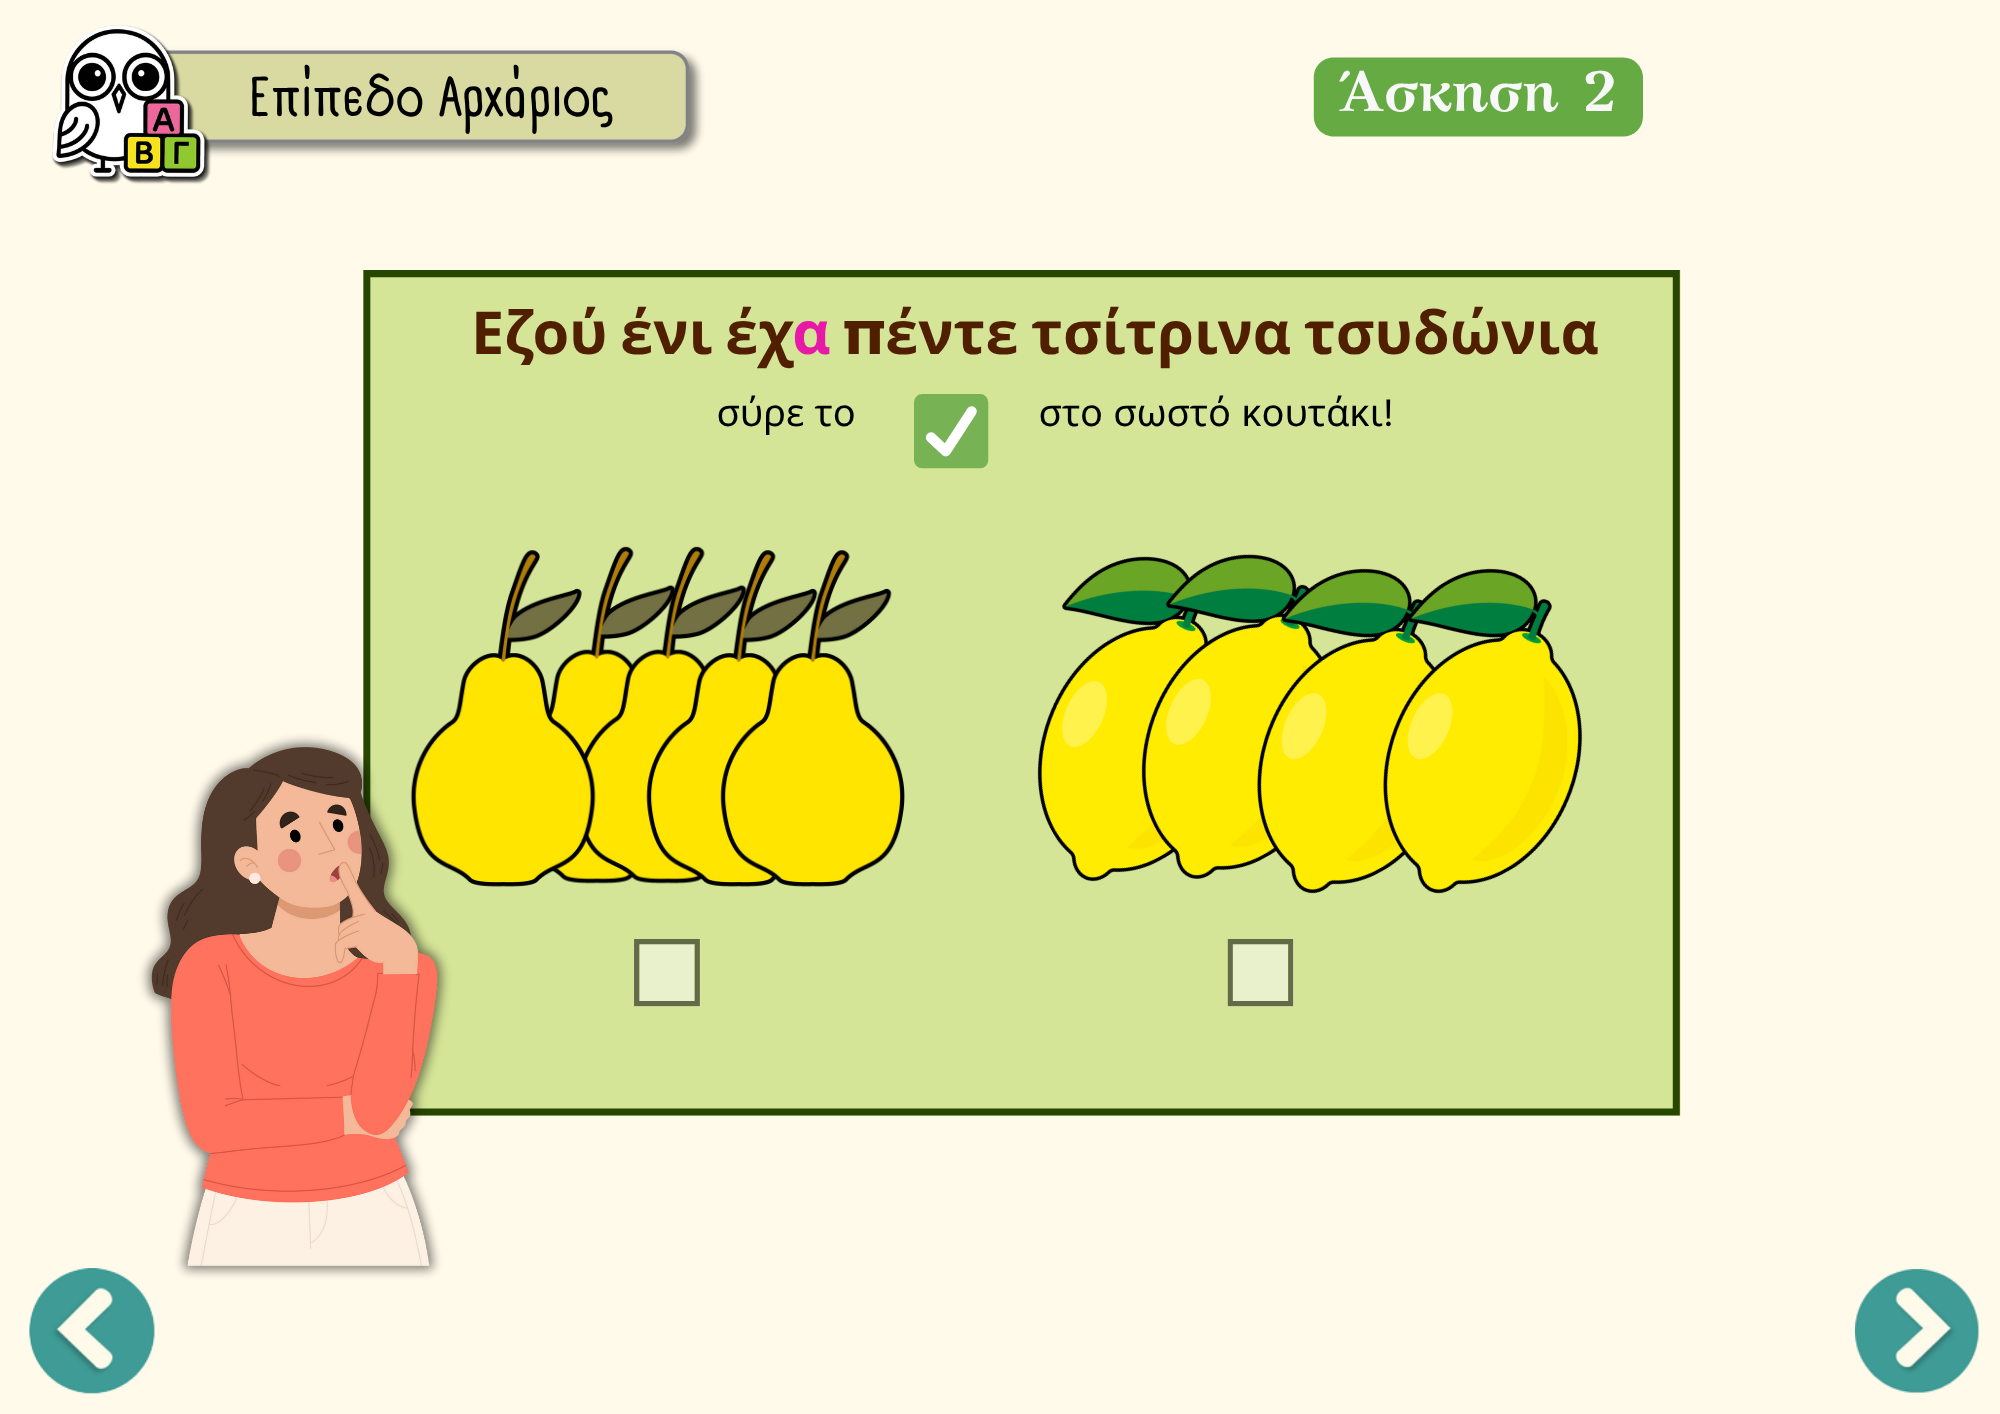 Επίπεδο Αρχάριος
Άσκηση 2
Α
Β Γ
Εζού ένι έχα πέντε τσίτρινα τσυδώνια
σύρε το στο σωστό κουτάκι!